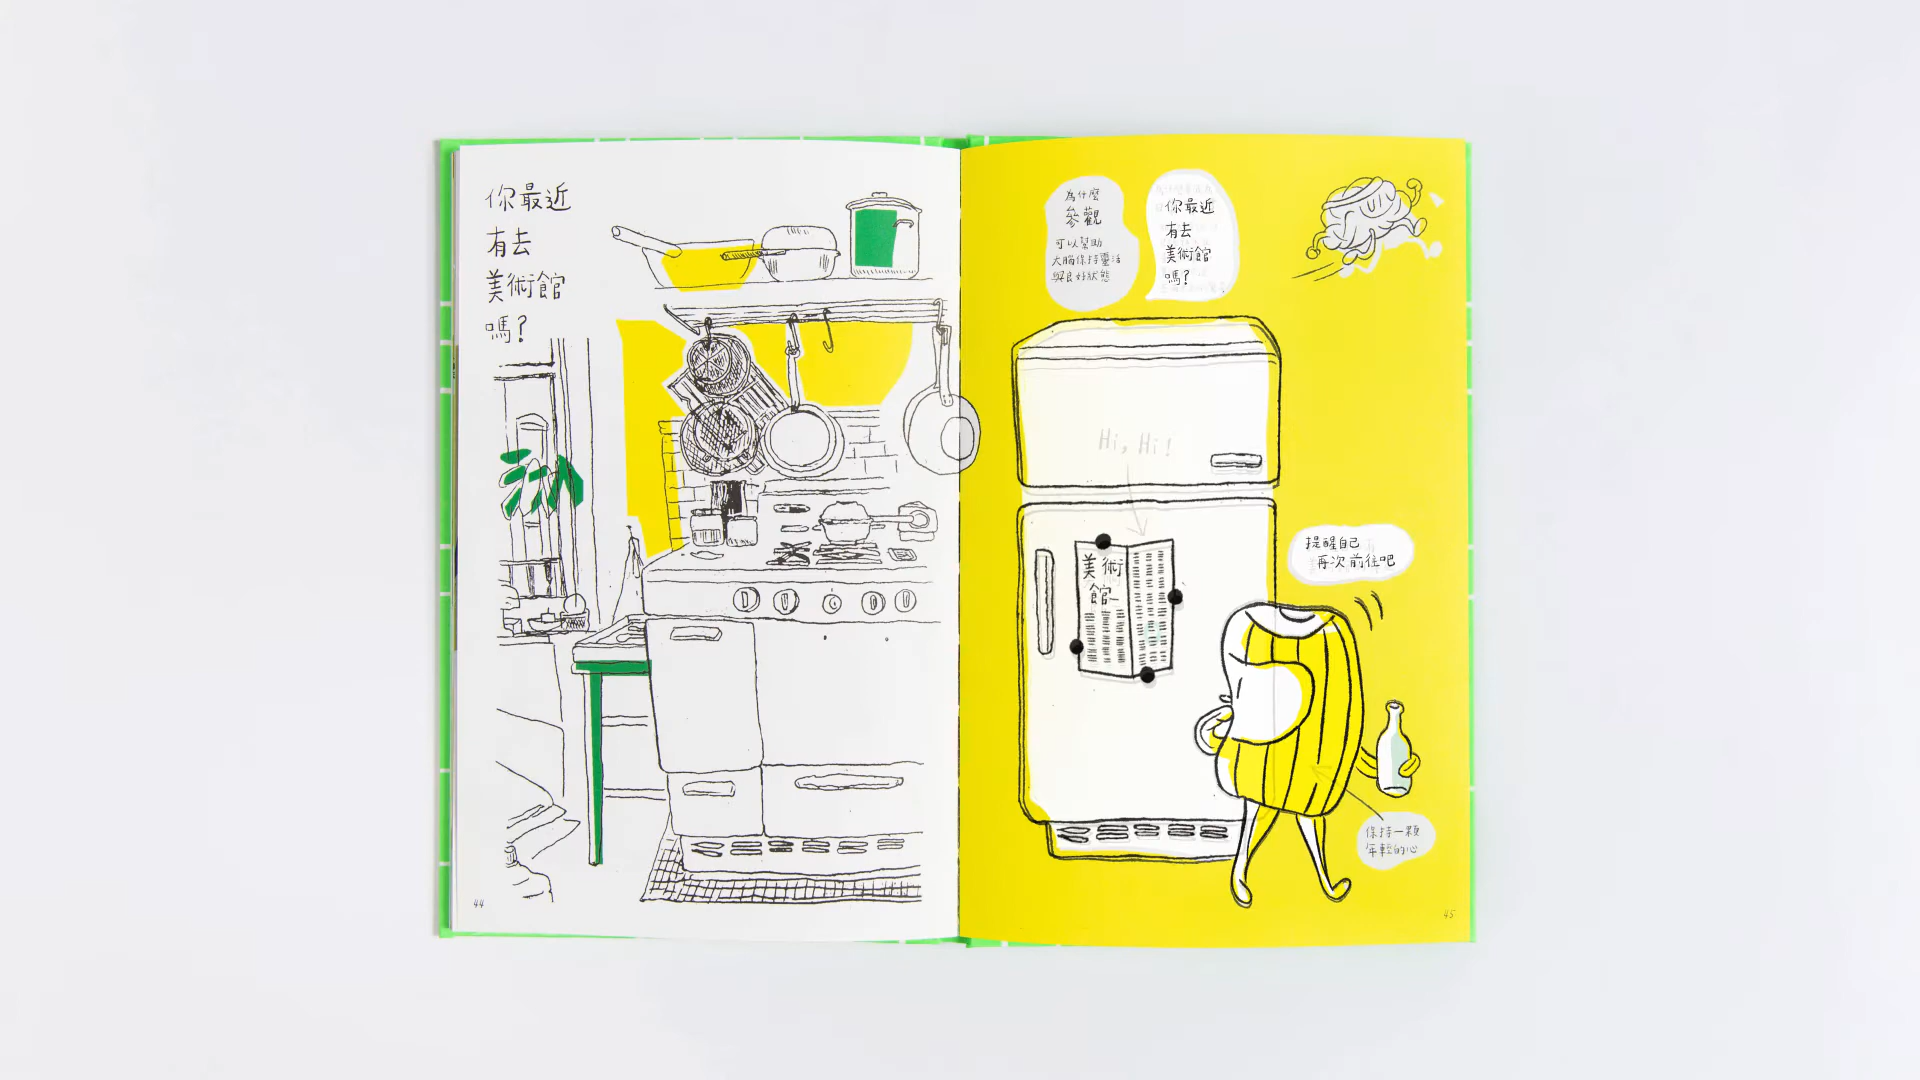 你最近
有去
美術館
嗎?
44
為什麼
參觀
可以幫助
大腦保持靈活
與良好狀態
你最近
有去
美術館
嗎?
Hi, Hi!
美術
館
提醒自己
再次前往吧
保持一顆
年輕的心
45